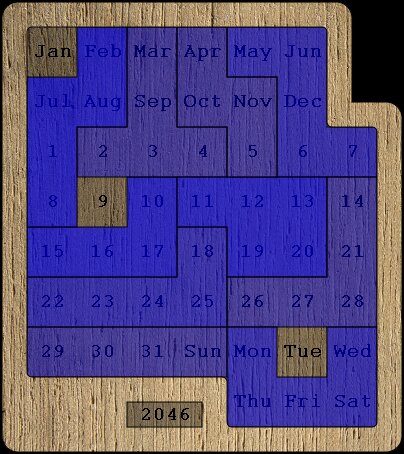 Jan Feb Mar Apr May Jun
Jul Aug Sep Oct Nov Dec
1 2 3 4 5 6 7
8 9 10 11 12 13 14
15 16 17 18 19 20 21
22 23 24 25 26 27 28
29 30 31 Sun Mon Tue Wed
Thu Fri Sat
2046